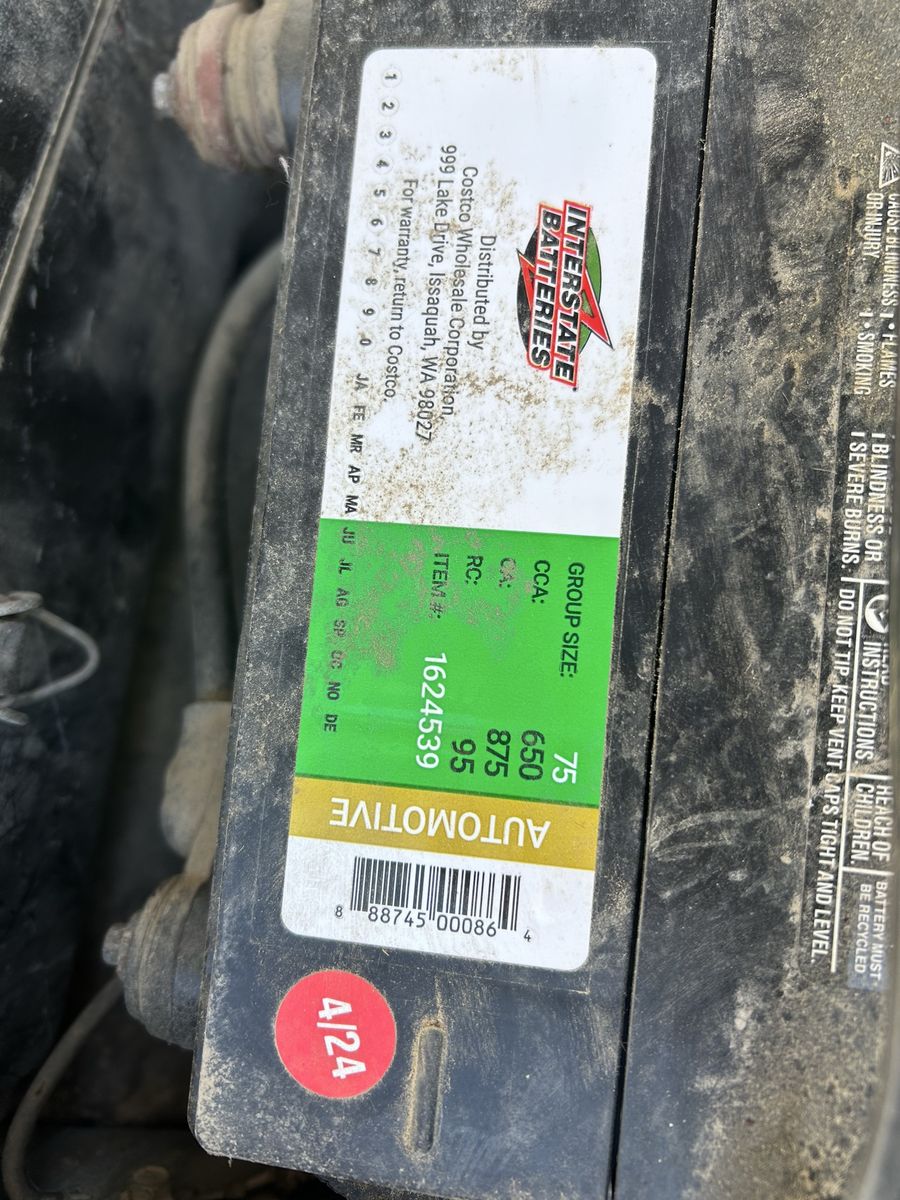 INTERSTATE
BATTERIES
Distributed by
Costco Wholesale Corporation
999 Lake Drive, Issaquah, WA 98027
For warranty, return to Costco.
1 2 3 4 5 6 7 8 9 0 JA FE MR AP MA JU JL AG SP OC NO DE
GROUP SIZE: 75
CCA: 650
CA: 875
RC: 95
ITEM #: 1624539
AUTOMOTIVE
8 88745 00086 4
4/24
CAUSE BLINDNESS
OR INJURY.
• FLAMES
• SMOKING
BLINDNESS OR
SEVERE BURNS.
INSTRUCTIONS.
REACH OF
CHILDREN.
DO NOT TIP. KEEP VENT CAPS TIGHT AND LEVEL.
BATTERY MUST
BE RECYCLED